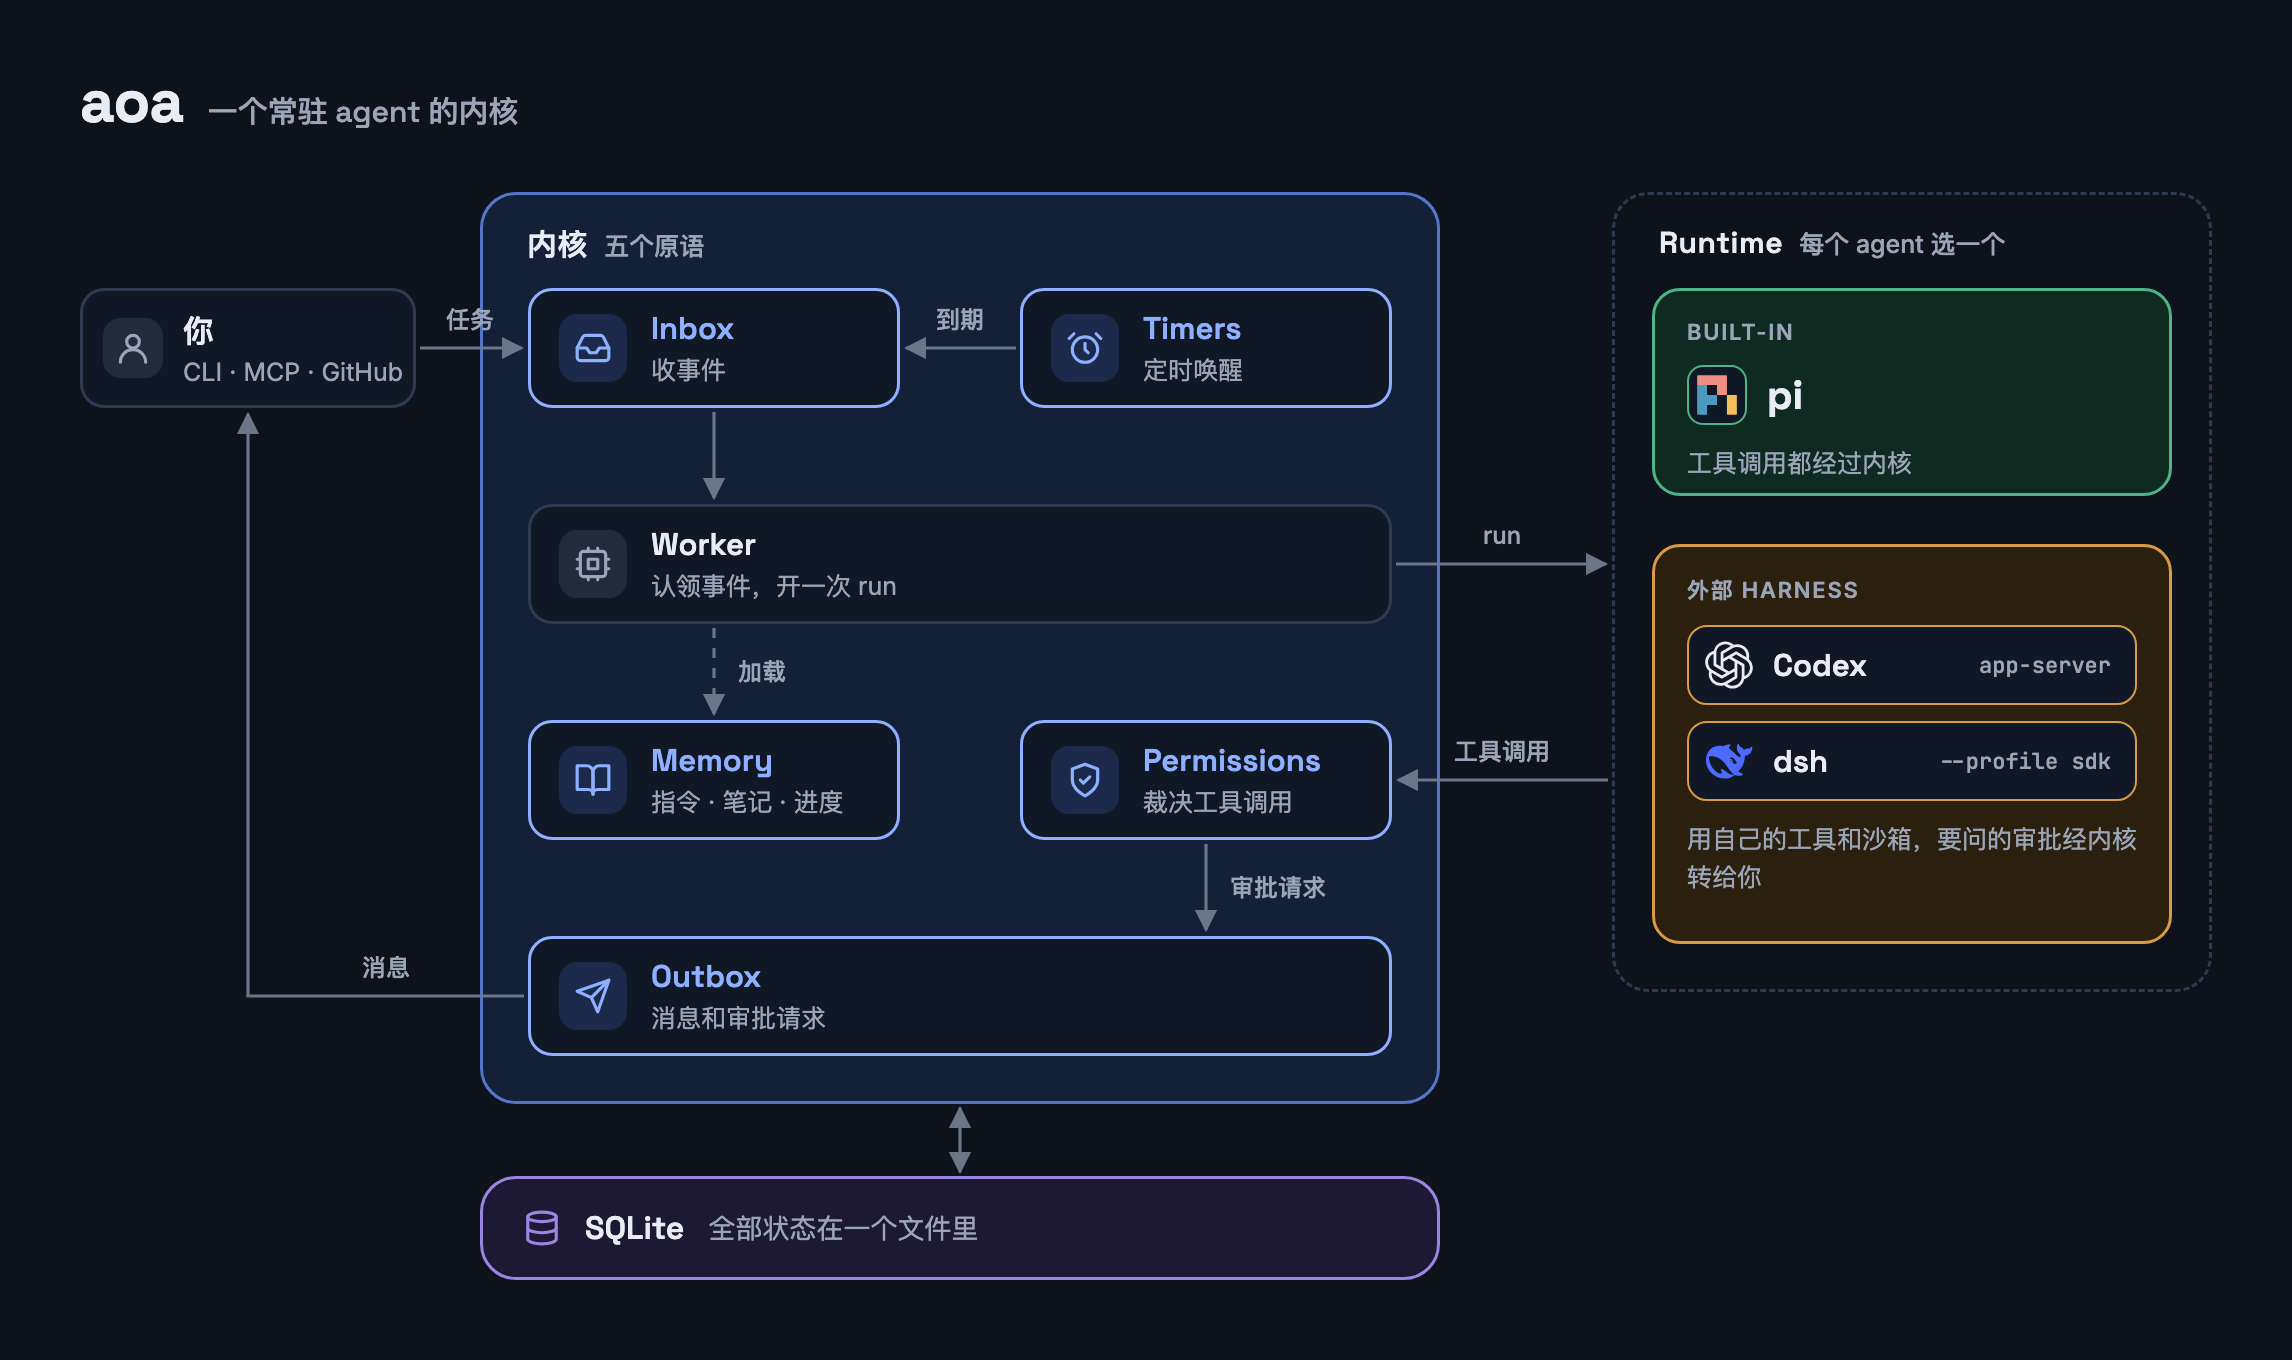 aoa 一个常驻 agent 的内核
内核 五个原语
你
CLI · MCP · GitHub
任务
Inbox
收事件
到期
Timers
定时唤醒
Worker
认领事件，开一次 run
加载
Memory
指令 · 笔记 · 进度
Permissions
裁决工具调用
审批请求
Outbox
消息和审批请求
消息
run
工具调用
Runtime 每个 agent 选一个
BUILT-IN
pi
工具调用都经过内核
外部 HARNESS
Codex app-server
dsh --profile sdk
用自己的工具和沙箱，要问的审批经内核
转给你
SQLite 全部状态在一个文件里